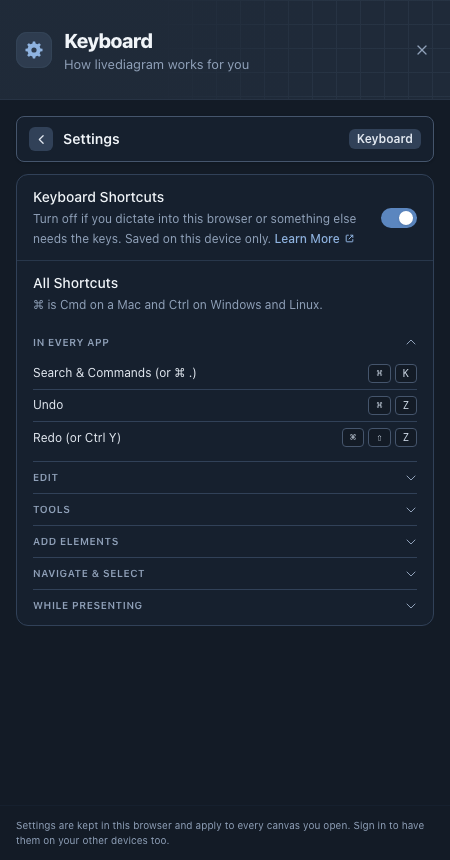 Keyboard
How livediagram works for you
Settings
Keyboard
Keyboard Shortcuts
Turn off if you dictate into this browser or something else
needs the keys. Saved on this device only. Learn More
All Shortcuts
⌘ is Cmd on a Mac and Ctrl on Windows and Linux.
IN EVERY APP
Search & Commands (or ⌘ .) ⌘ K
Undo ⌘ Z
Redo (or Ctrl Y) ⌘ ⇧ Z
EDIT
TOOLS
ADD ELEMENTS
NAVIGATE & SELECT
WHILE PRESENTING
Settings are kept in this browser and apply to every canvas you open. Sign in to have
them on your other devices too.